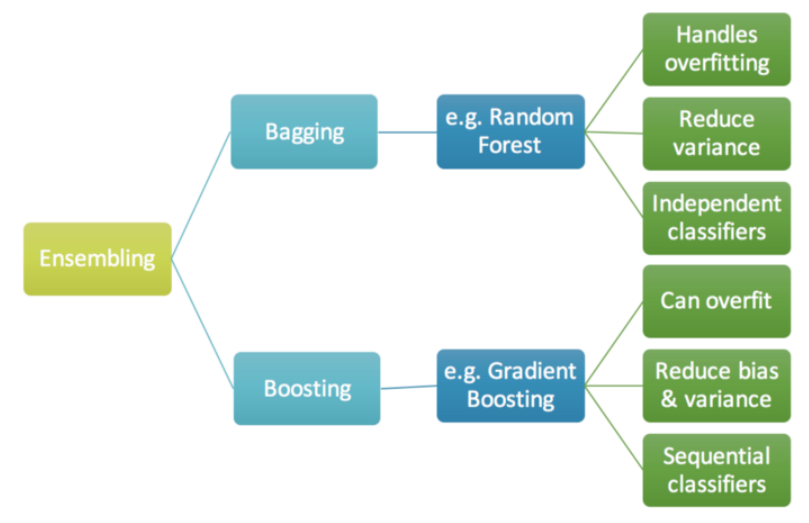 Ensembling
Bagging
e.g. Random
Forest
Handles
overfitting
Reduce
variance
Independent
classifiers
Boosting
e.g. Gradient
Boosting
Can overfit
Reduce bias
& variance
Sequential
classifiers